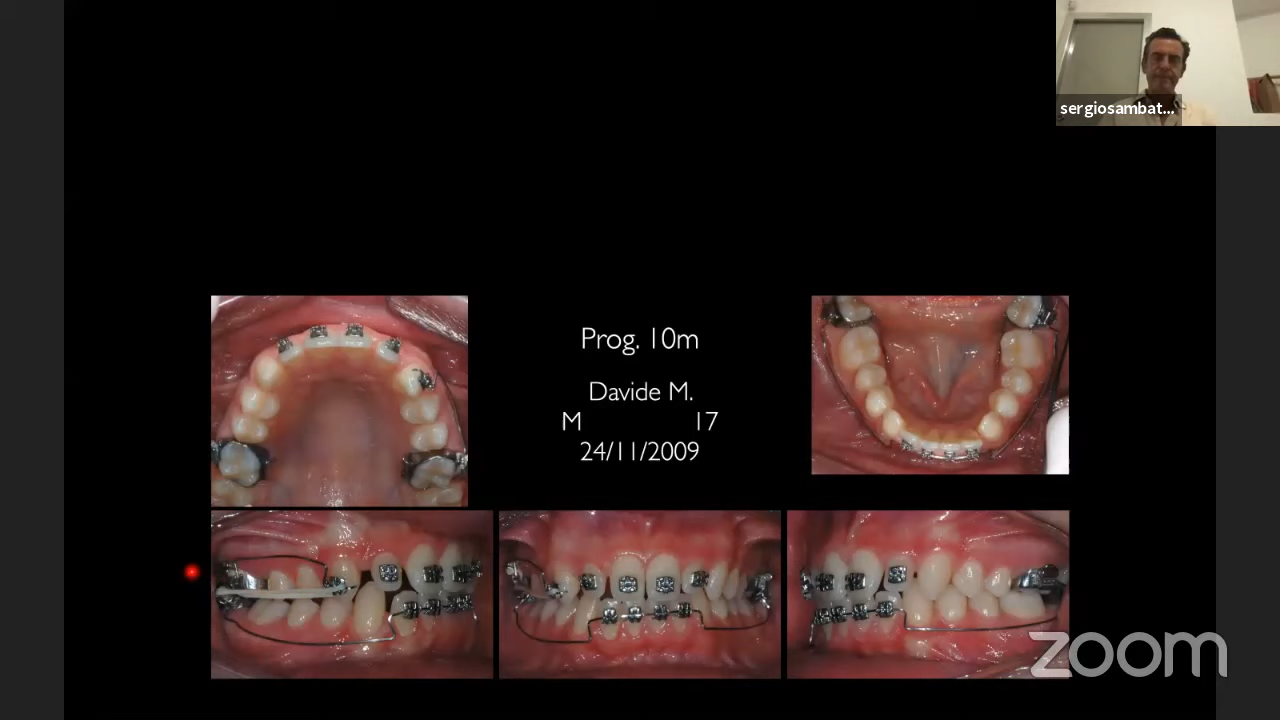 sergiosambat...
Prog. 10m
Davide M.
M 17
24/11/2009
zoom